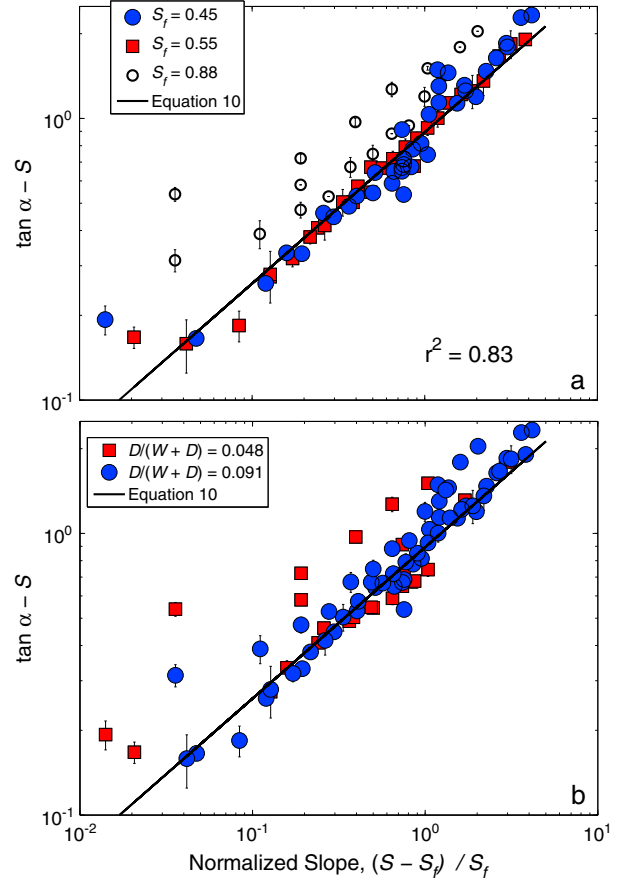 S_f = 0.45
S_f = 0.55
S_f = 0.88
Equation 10
10^0
10^-1
tan α – S
r² = 0.83
a
D/(W + D) = 0.048
D/(W + D) = 0.091
Equation 10
10^0
10^-1
tan α – S
b
10^-2 10^-1 10^0 10^1
Normalized Slope, (S – S_f) / S_f